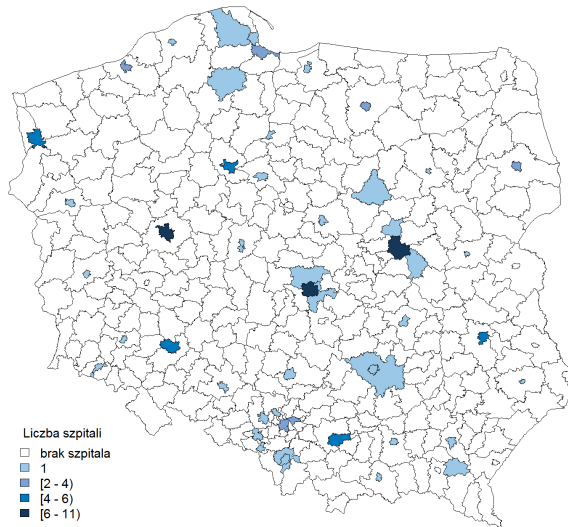 Liczba szpitali
brak szpitala
1
[2 - 4)
[4 - 6)
[6 - 11)